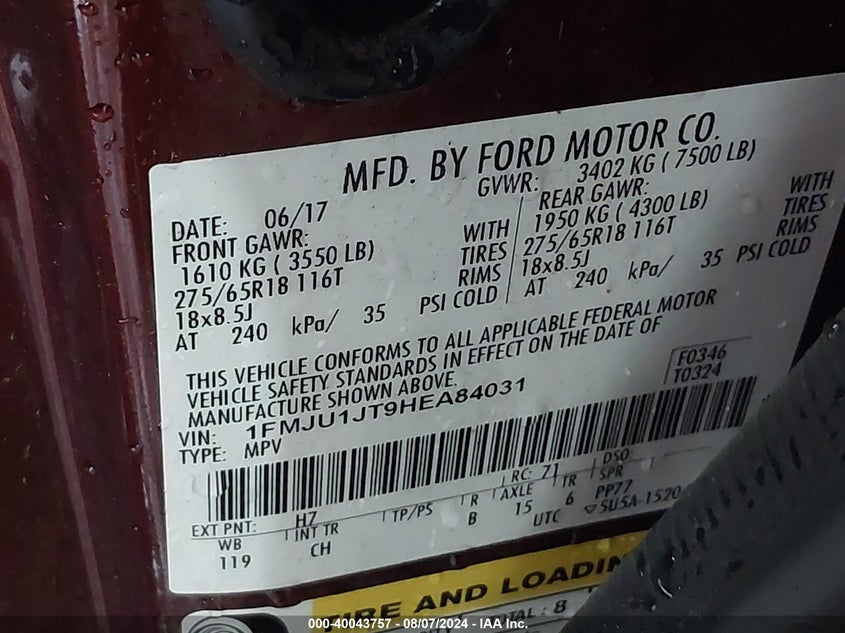 MFD. BY FORD MOTOR CO.
DATE: 06/17
GVWR: 3402 KG ( 7500 LB)
FRONT GAWR:
1610 KG ( 3550 LB)
WITH
275/65R18 116T
TIRES
18x8.5J
RIMS
AT 240 kPa/ 35 PSI COLD
REAR GAWR:
1950 KG ( 4300 LB)
WITH
275/65R18 116T
TIRES
18x8.5J
RIMS
AT 240 kPa/ 35 PSI COLD
THIS VEHICLE CONFORMS TO ALL APPLICABLE FEDERAL MOTOR
VEHICLE SAFETY STANDARDS IN EFFECT ON THE DATE OF
MANUFACTURE SHOWN ABOVE.
F0346
T0324
VIN: 1FMJU1JT9HEA84031
TYPE: MPV
RC: 71
DSO:
EXT PNT: H7
WB INT TR TP/PS R AXLE TR SPR
119 CH B 15 6 PP77
UTC 5U5A-1520
TIRE AND LOADIN
TOTAL : 8
000-40043757 - 08/07/2024 - IAA Inc.